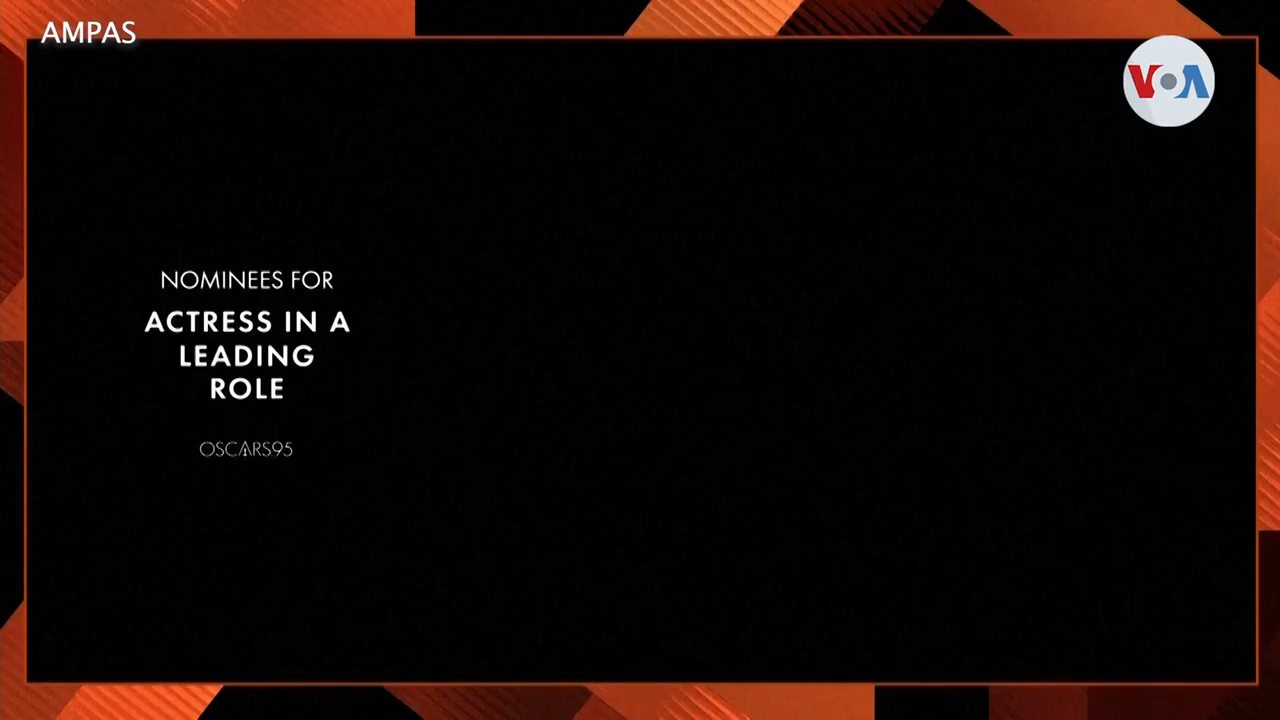 AMPAS
VOA
NOMINEES FOR
ACTRESS IN A
LEADING
ROLE
OSCARS95